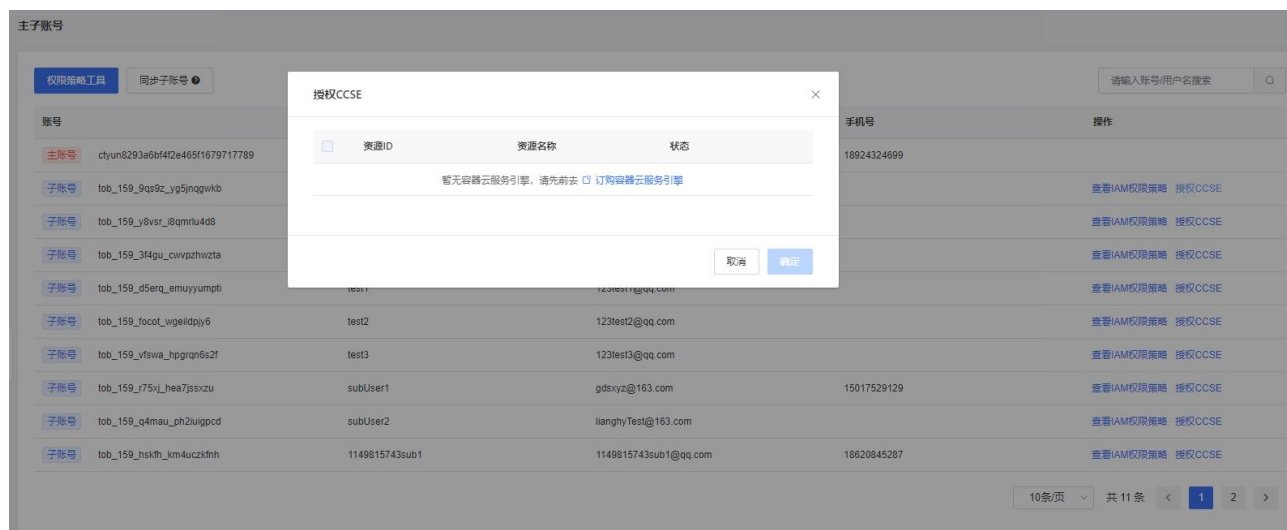 主子账号
权限策略工具 同步子账号 请输入账号/用户名搜索
授权CCSE
账号 手机号 操作
资源ID 资源名称 状态
主账号 ctyun8293a6bf4f2e465f1679717789 18924324699
暂无容器云服务引擎，请先前去 订购容器云服务引擎
子账号 tob_159_9qs9z_yg5jnqgwkb 查看IAM权限策略 授权CCSE
子账号 tob_159_y8vsr_i8qmrlu4d8 查看IAM权限策略 授权CCSE
子账号 tob_159_3f4gu_cwvpzhwzta 查看IAM权限策略 授权CCSE
取消 确定
子账号 tob_159_d5erq_emuyyumpti test1 123test1@qq.com 查看IAM权限策略 授权CCSE
子账号 tob_159_focot_wgeildpjy6 test2 123test2@qq.com 查看IAM权限策略 授权CCSE
子账号 tob_159_vfswa_hpgrqn6s2f test3 123test3@qq.com 查看IAM权限策略 授权CCSE
子账号 tob_159_r75xj_hea7jssxzu subUser1 gdsxyz@163.com 15017529129 查看IAM权限策略 授权CCSE
子账号 tob_159_q4mau_ph2iuigpcd subUser2 lianghyTest@163.com 查看IAM权限策略 授权CCSE
子账号 tob_159_hskfh_km4uczkfnh 1149815743sub1 1149815743sub1@qq.com 18620845287 查看IAM权限策略 授权CCSE
10条/页 共 11 条 1 2